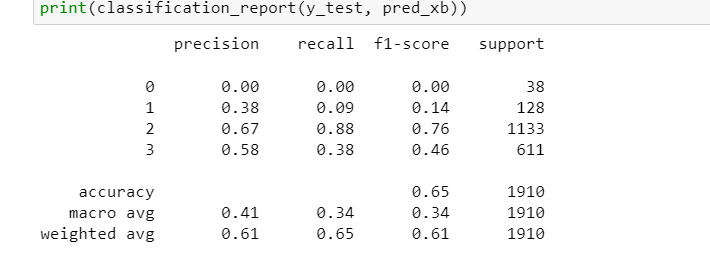 print(classification_report(y_test, pred_xb))
precision recall f1-score support
0 0.00 0.00 0.00 38
1 0.38 0.09 0.14 128
2 0.67 0.88 0.76 1133
3 0.58 0.38 0.46 611
accuracy 0.65 1910
macro avg 0.41 0.34 0.34 1910
weighted avg 0.61 0.65 0.61 1910